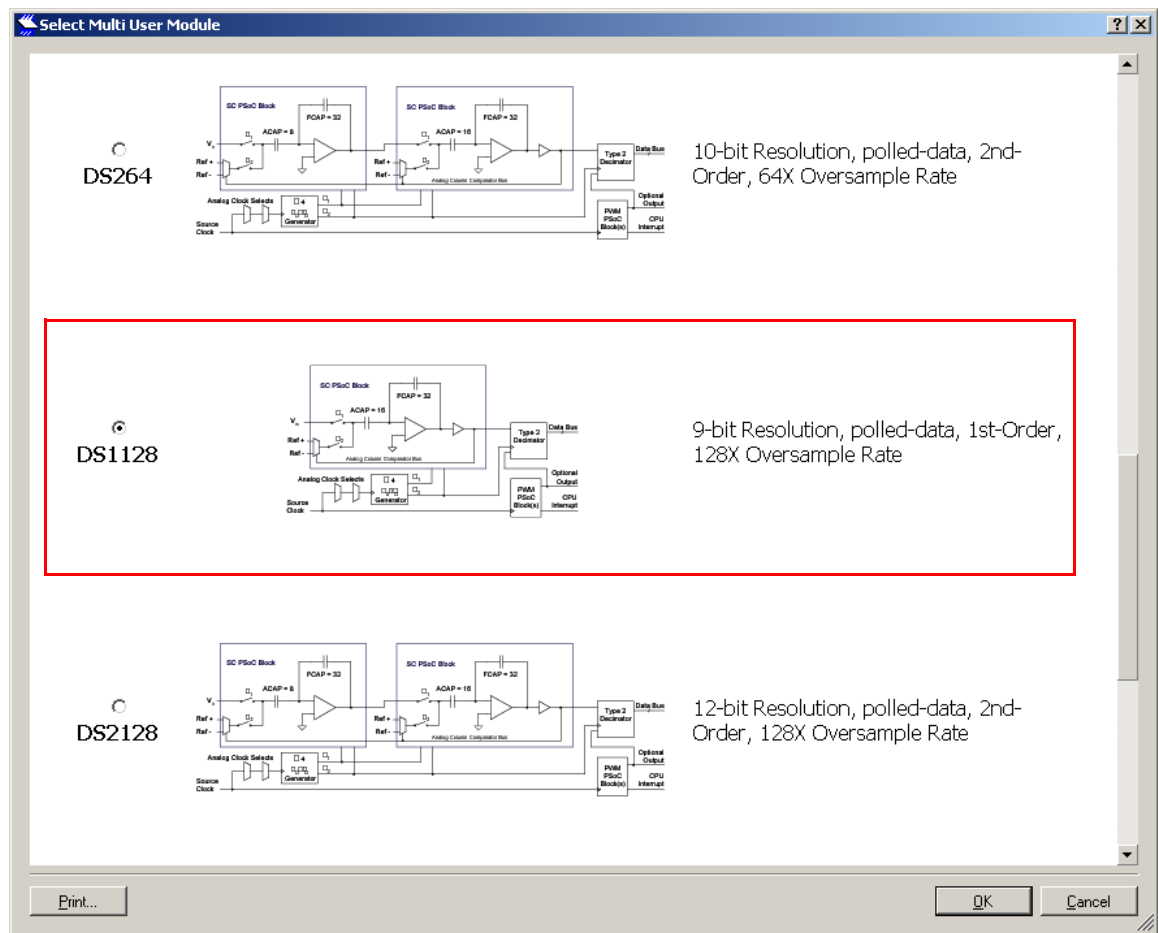 Select Multi User Module
SC PSoC Block
SC PSoC Block
FCAP = 32
FCAP = 32
ACAP = 8
ACAP = 16
Ref +
Ref -
Ref +
Ref -
Type 2
Decimator
Data Bus
Analog Column Comparator Bus
Analog Clock Selects
4
Generator
Source
Clock
PWM
PSoC
Block(s)
Optional
Output
CPU
Interrupt
DS264
10-bit Resolution, polled-data, 2nd-
Order, 64X Oversample Rate
SC PSoC Block
FCAP = 32
ACAP = 16
Ref +
Ref -
Type 2
Decimator
Data Bus
Analog Column Comparator Bus
Analog Clock Selects
4
Generator
Source
Clock
PWM
PSoC
Block(s)
Optional
Output
CPU
Interrupt
DS1128
9-bit Resolution, polled-data, 1st-Order,
128X Oversample Rate
SC PSoC Block
SC PSoC Block
FCAP = 32
FCAP = 32
ACAP = 8
ACAP = 16
Ref +
Ref -
Ref +
Ref -
Type 2
Decimator
Data Bus
Analog Column Comparator Bus
Analog Clock Selects
4
Generator
Source
Clock
PWM
PSoC
Block(s)
Optional
Output
CPU
Interrupt
DS2128
12-bit Resolution, polled-data, 2nd-
Order, 128X Oversample Rate
Print...
OK
Cancel